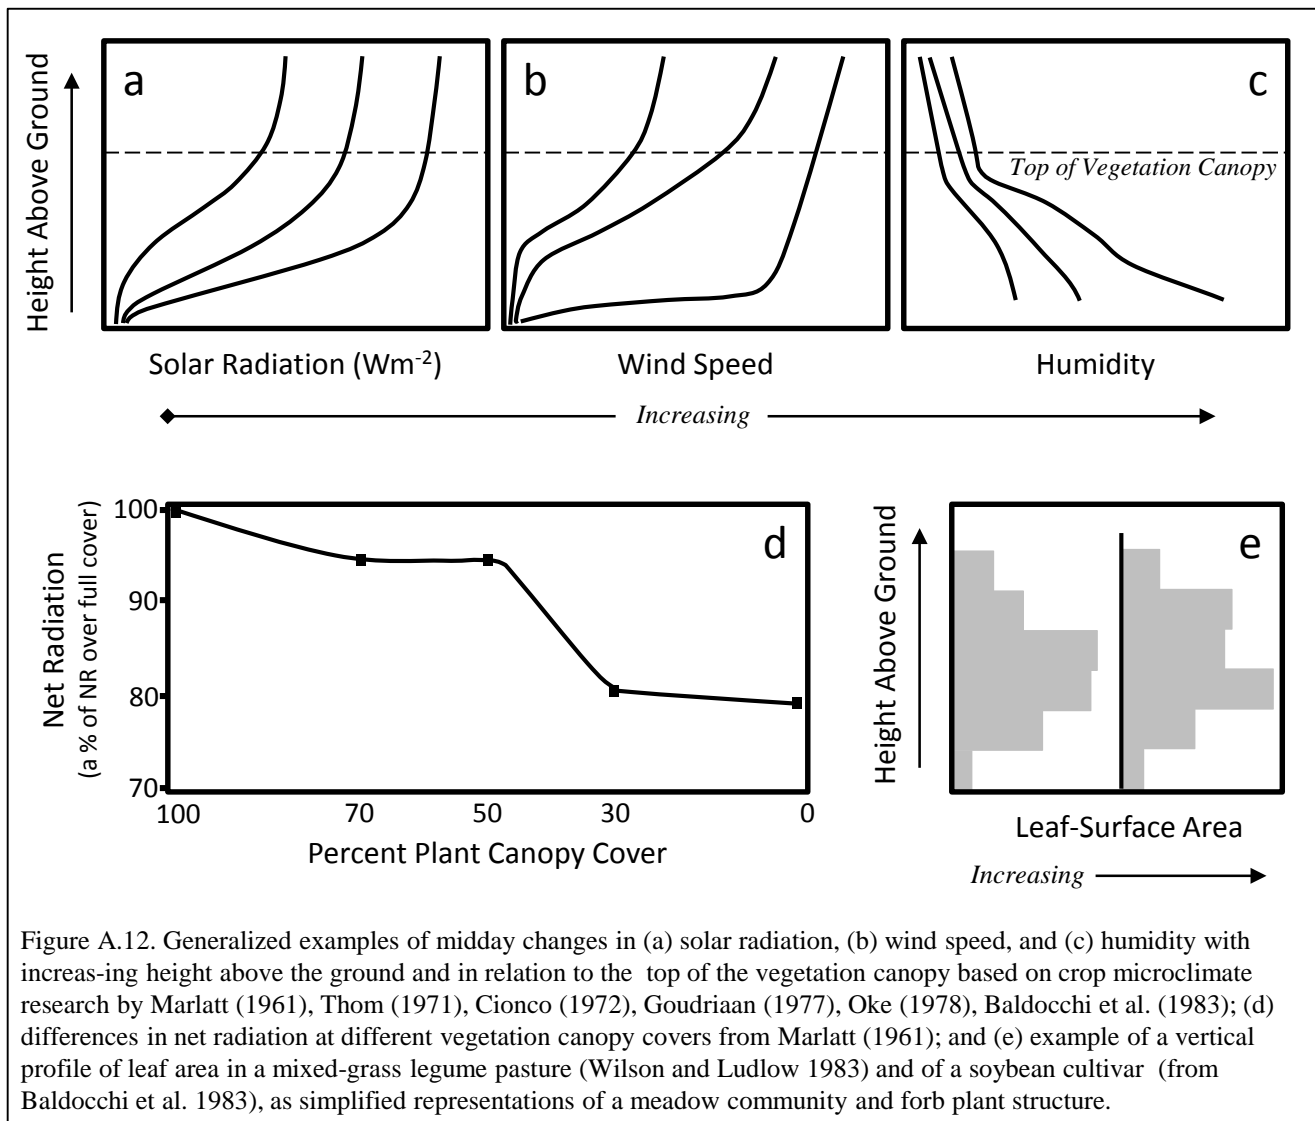 a
b
c
Height Above Ground
Top of Vegetation Canopy
Solar Radiation (Wm-2)
Wind Speed
Humidity
Increasing
Net Radiation
(a % of NR over full cover)
100
90
80
70
d
100
70
50
30
0
Percent Plant Canopy Cover
Height Above Ground
e
Leaf-Surface Area
Increasing
Figure A.12. Generalized examples of midday changes in (a) solar radiation, (b) wind speed, and (c) humidity with
increas-ing height above the ground and in relation to the top of the vegetation canopy based on crop microclimate
research by Marlatt (1961), Thom (1971), Cionco (1972), Goudriaan (1977), Oke (1978), Baldocchi et al. (1983); (d)
differences in net radiation at different vegetation canopy covers from Marlatt (1961); and (e) example of a vertical
profile of leaf area in a mixed-grass legume pasture (Wilson and Ludlow 1983) and of a soybean cultivar (from
Baldocchi et al. 1983), as simplified representations of a meadow community and forb plant structure.